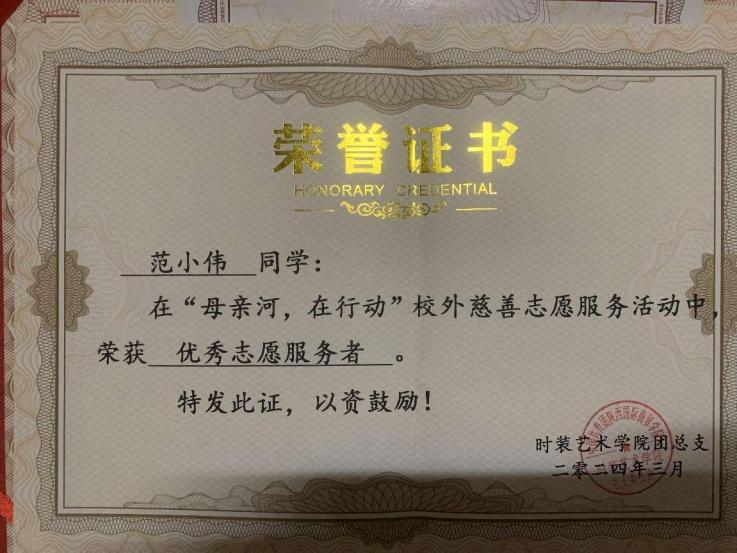 荣誉证书
HONORARY CREDENTIAL
范小伟 同学：
在“母亲河，在行动”校外慈善志愿服务活动中，
荣获 优秀志愿服务者 。
特发此证，以资鼓励！
时装艺术学院团总支
二零二四年三月